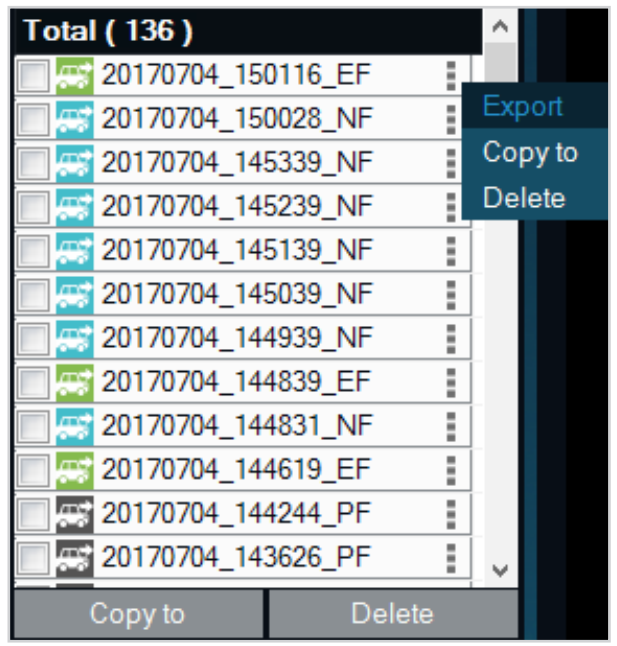 Total ( 136 )
20170704_150116_EF
20170704_150028_NF
20170704_145339_NF
20170704_145239_NF
20170704_145139_NF
20170704_145039_NF
20170704_144939_NF
20170704_144839_EF
20170704_144831_NF
20170704_144619_EF
20170704_144244_PF
20170704_143626_PF
Export
Copy to
Delete
Copy to
Delete